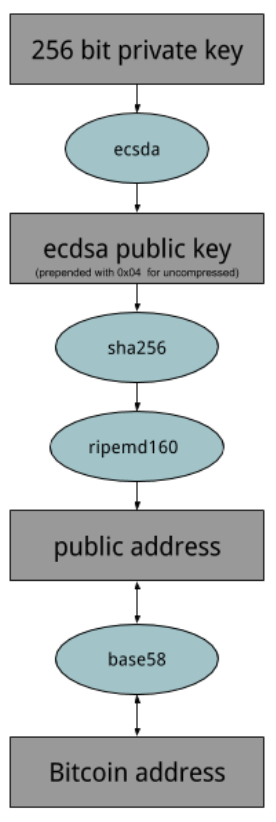 256 bit private key
ecsda
ecdsa public key
(prepended with 0x04 for uncompressed)
sha256
ripemd160
public address
base58
Bitcoin address